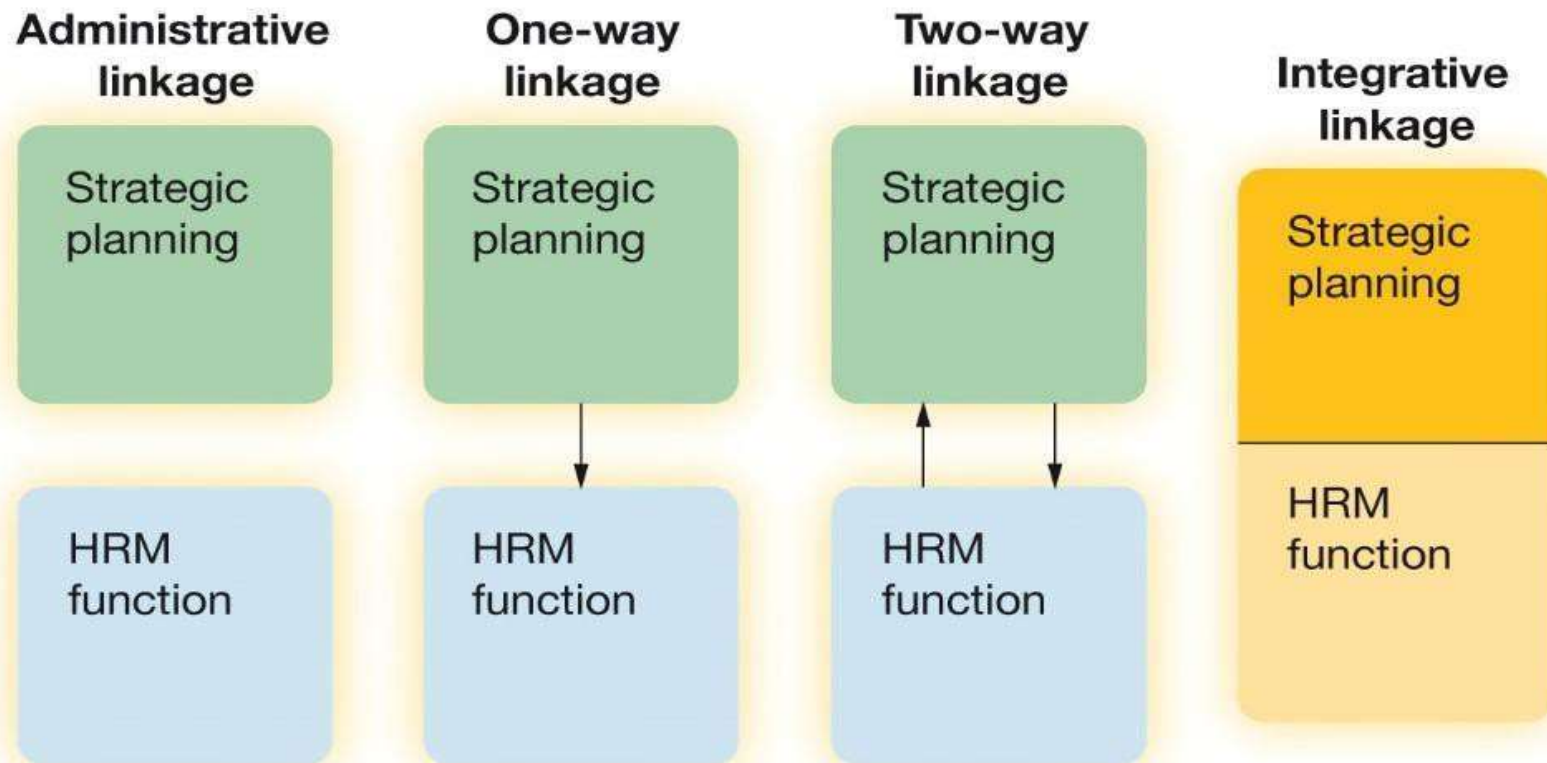 Administrative
linkage
One-way
linkage
Two-way
linkage
Integrative
linkage
Strategic
planning
Strategic
planning
Strategic
planning
Strategic
planning
HRM
function
HRM
function
HRM
function
HRM
function